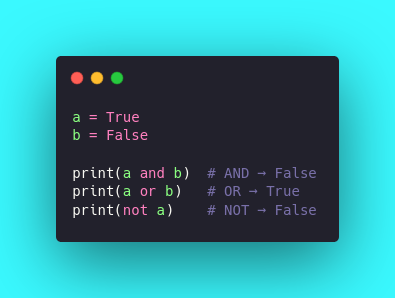 a = True
b = False

print(a and b)  # AND → False
print(a or b)   # OR → True
print(not a)    # NOT → False